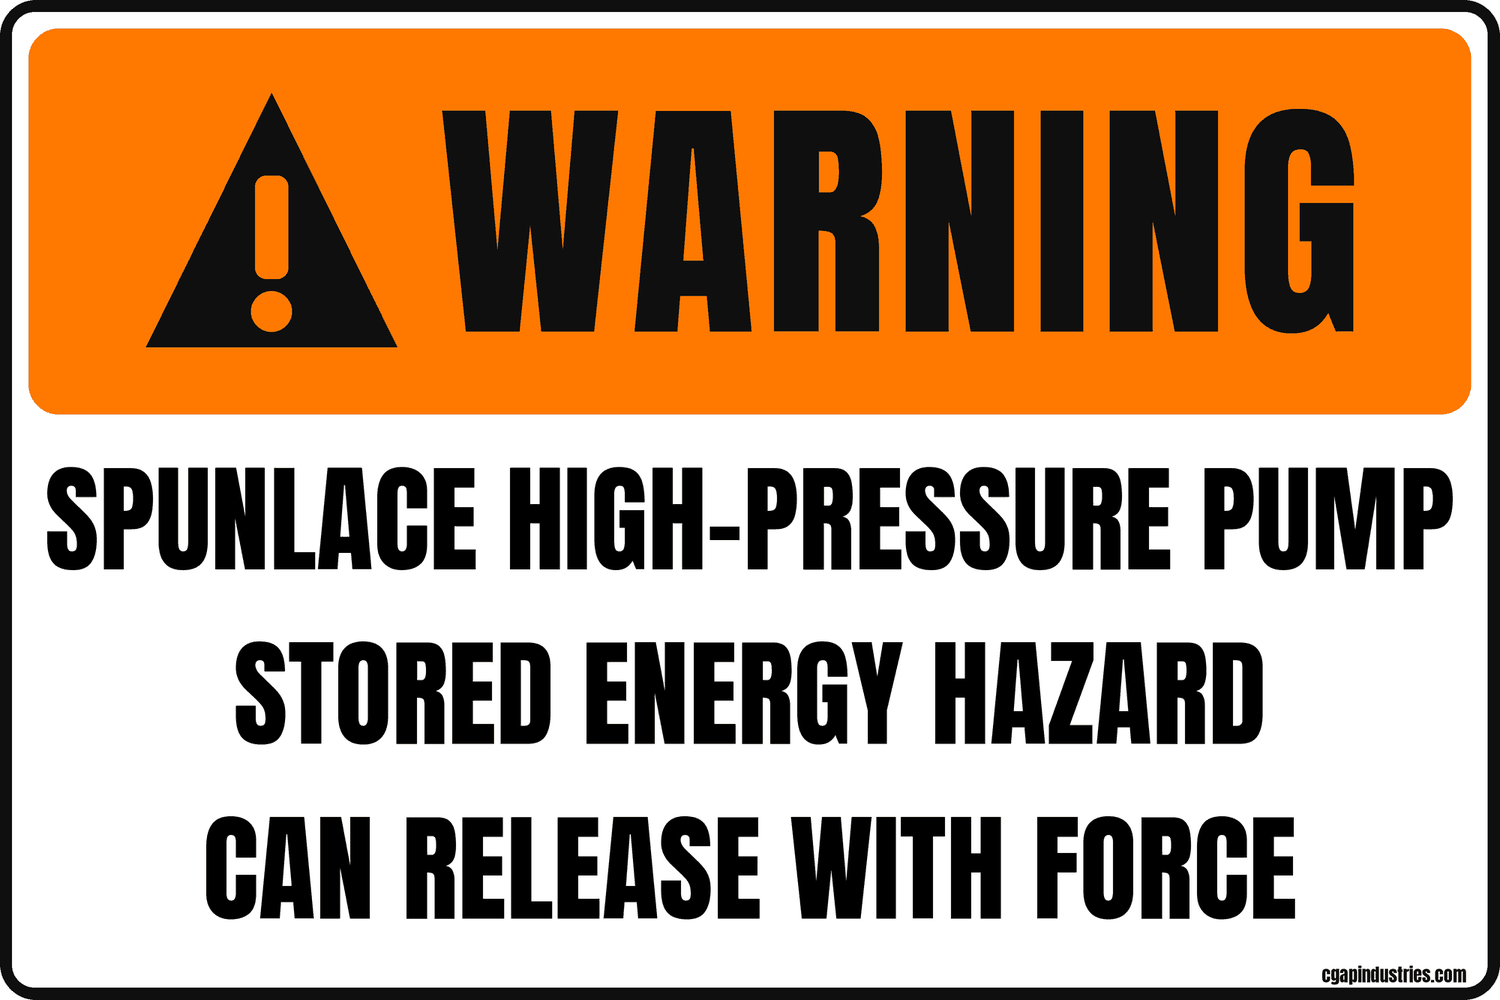 WARNING
SPUNLACE HIGH-PRESSURE PUMP
STORED ENERGY HAZARD
CAN RELEASE WITH FORCE
cgapindustries.com